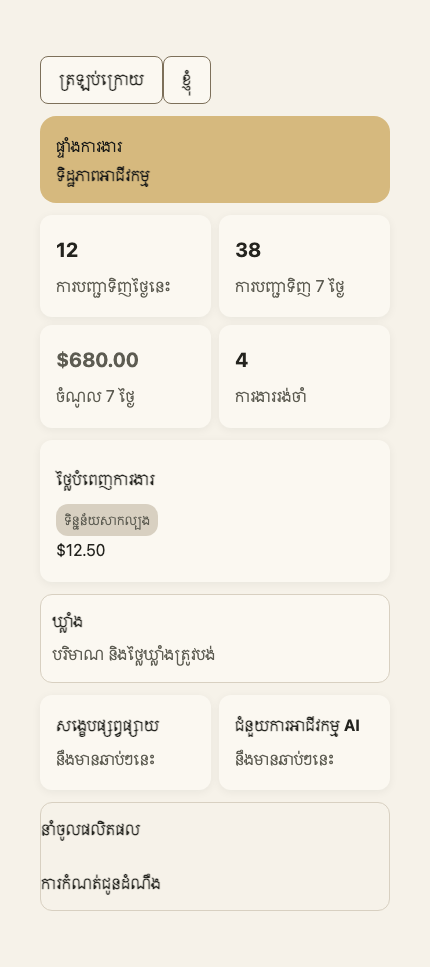 ត្រឡប់ក្រោយ
ខ្ញុំ
ផ្ទាំងការងារ
ទិដ្ឋភាពអាជីវកម្ម
12
38
ការបញ្ជាទិញថ្ងៃនេះ
ការបញ្ជាទិញ 7 ថ្ងៃ
$680.00
4
ចំណូល 7 ថ្ងៃ
ការងាររង់ចាំ
ថ្លៃបំពេញការងារ
ទិន្នន័យសាកល្បង
$12.50
ឃ្លាំង
បរិមាណ និងថ្លៃឃ្លាំងត្រូវបង់
សង្ខេបផ្សព្វផ្សាយ
ជំនួយការអាជីវកម្ម AI
នឹងមានឆាប់ៗនេះ
នឹងមានឆាប់ៗនេះ
នាំចូលផលិតផល
ការកំណត់ជូនដំណឹង